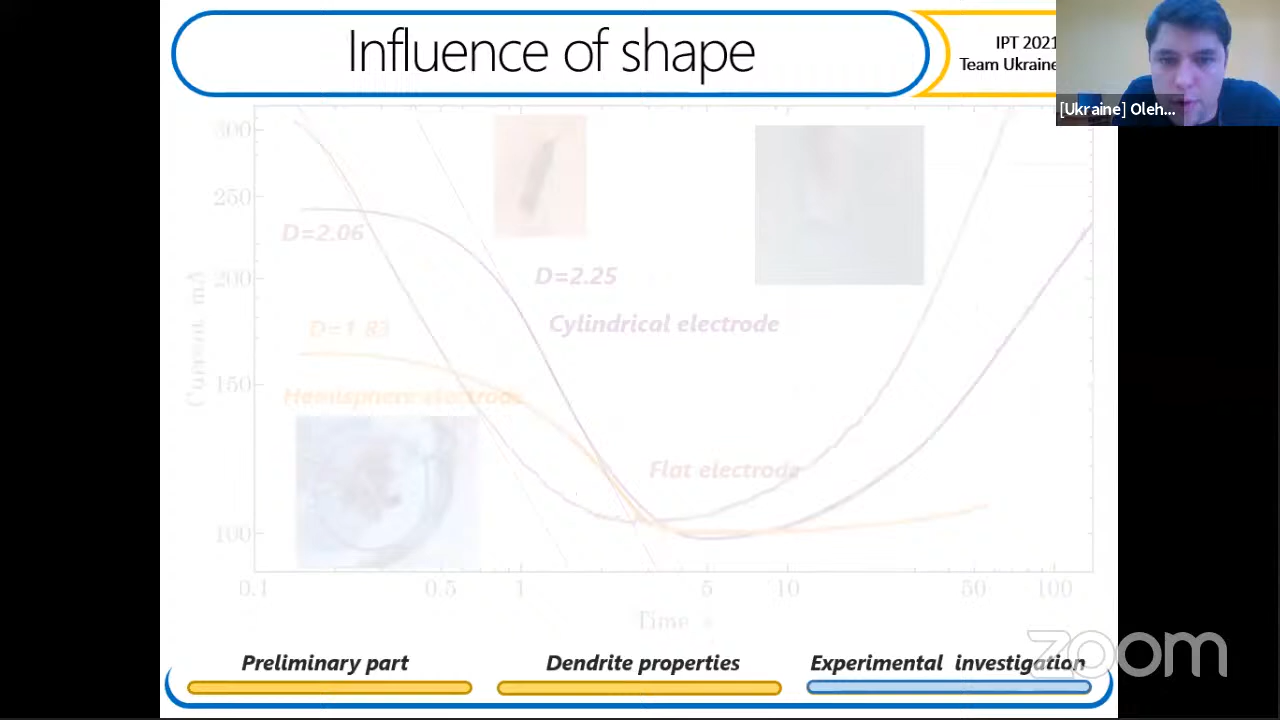 Influence of shape
IPT 2021
Team Ukraine
[Ukraine] Oleh...
300
250
200
150
100
Current mA
D=2.06
D=2.25
Cylindrical electrode
D=1.82
Hemisphere electrode
Flat electrode
0.1
0.5
1
5
10
50
100
Time
Preliminary part
Dendrite properties
Experimental investigation
zoom